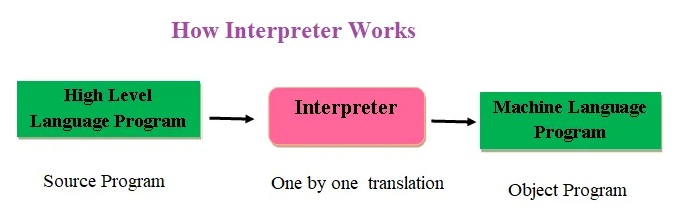 How Interpreter Works
High Level
Language Program
Interpreter
Machine Language
Program
Source Program
One by one translation
Object Program